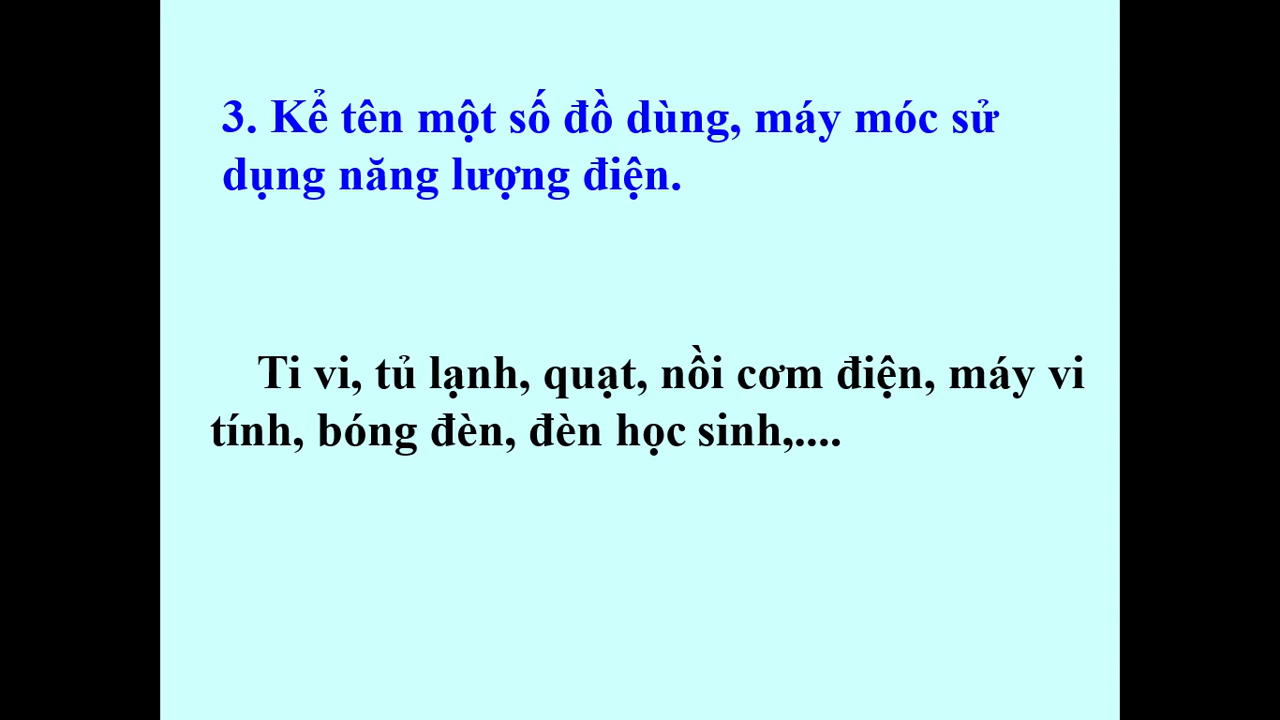 3. Kể tên một số đồ dùng, máy móc sử
dụng năng lượng điện.
Ti vi, tủ lạnh, quạt, nồi cơm điện, máy vi
tính, bóng đèn, đèn học sinh,....